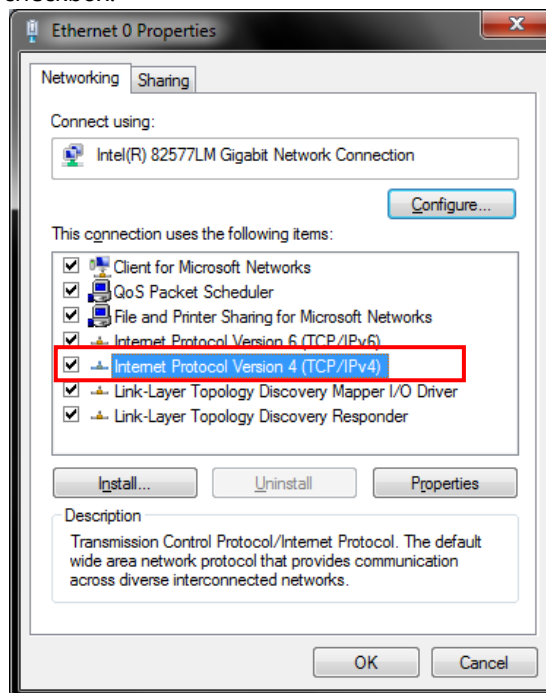 checkbox.
Ethernet 0 Properties
Networking Sharing
Connect using:
Intel(R) 82577LM Gigabit Network Connection
Configure...
This connection uses the following items:
Client for Microsoft Networks
QoS Packet Scheduler
File and Printer Sharing for Microsoft Networks
Internet Protocol Version 6 (TCP/IPv6)
Internet Protocol Version 4 (TCP/IPv4)
Link-Layer Topology Discovery Mapper I/O Driver
Link-Layer Topology Discovery Responder
Install... Uninstall Properties
Description
Transmission Control Protocol/Internet Protocol. The default
wide area network protocol that provides communication
across diverse interconnected networks.
OK Cancel